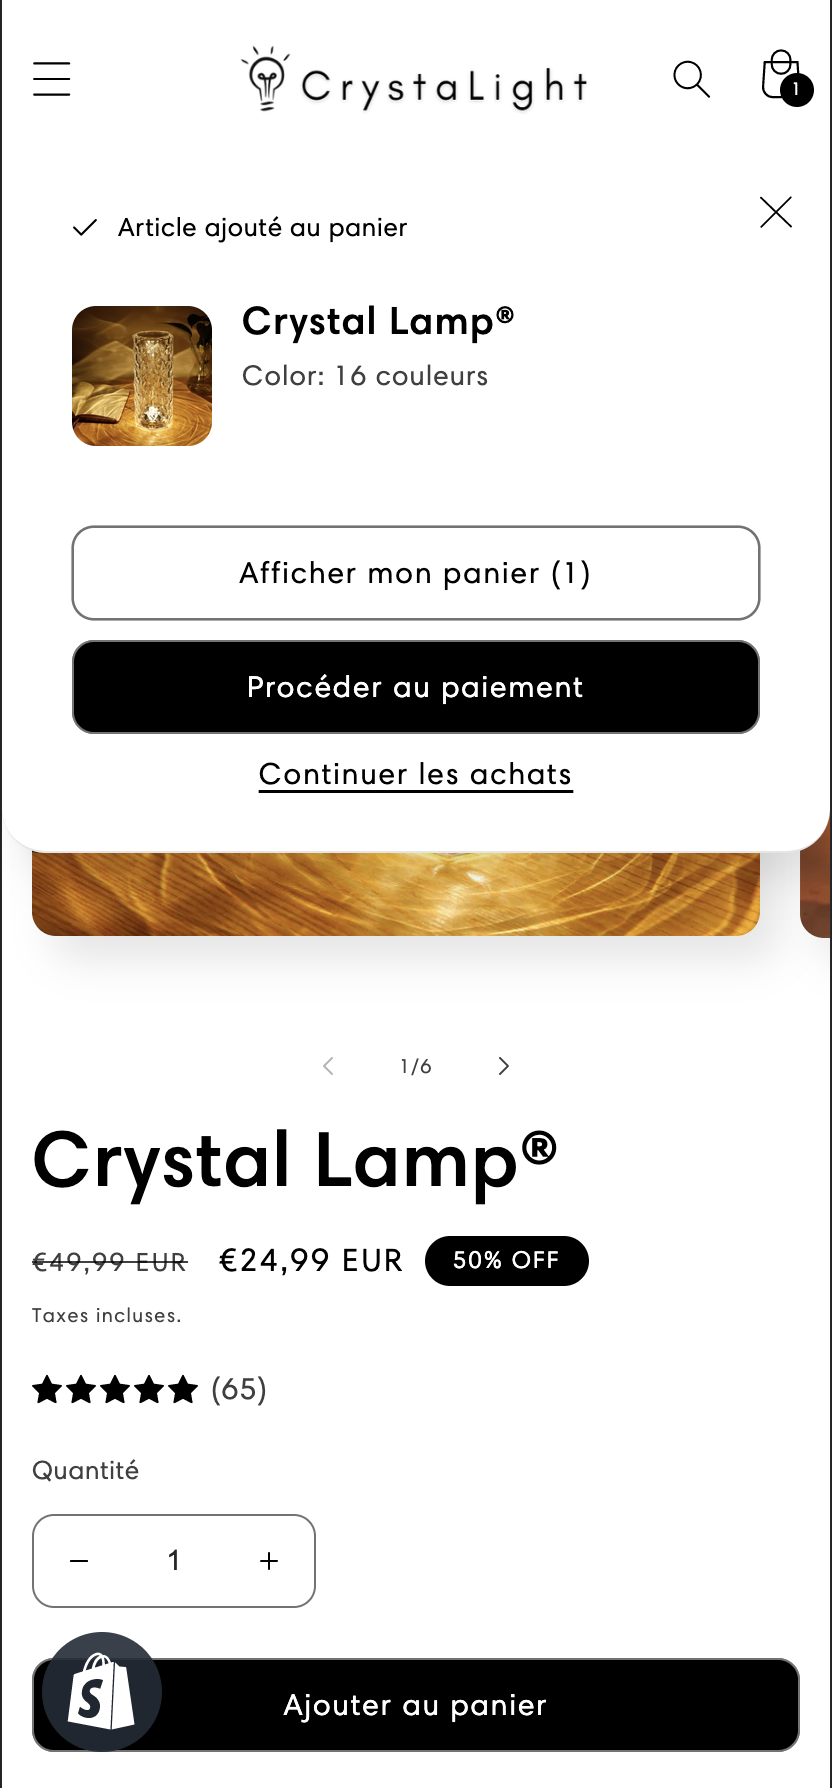 CrystaLight
1
Article ajouté au panier
Crystal Lamp®
Color: 16 couleurs
Afficher mon panier (1)
Procéder au paiement
Continuer les achats
1/6
Crystal Lamp®
€49,99 EUR €24,99 EUR 50% OFF
Taxes incluses.
(65)
Quantité
− 1 +
S
Ajouter au panier